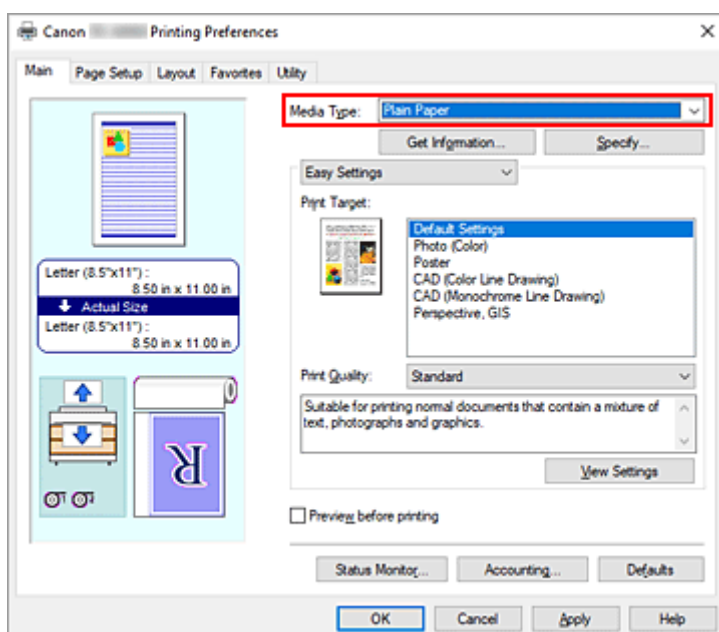 Canon Printing Preferences
Main Page Setup Layout Favorites Utility
Media Type: Plain Paper
Get Information... Specify...
Easy Settings
Print Target:
Default Settings
Photo (Color)
Poster
CAD (Color Line Drawing)
CAD (Monochrome Line Drawing)
Perspective, GIS
Letter (8.5"x11") :
8.50 in x 11.00 in
Actual Size
Letter (8.5"x11") :
8.50 in x 11.00 in
Print Quality: Standard
Suitable for printing normal documents that contain a mixture of
text, photographs and graphics.
View Settings
R
Preview before printing
Status Monitor... Accounting... Defaults
OK Cancel Apply Help